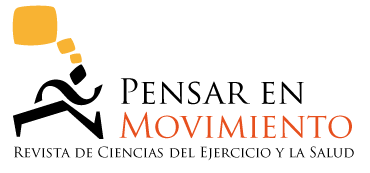 PENSAR EN
MOVIMIENTO
REVISTA DE CIENCIAS DEL EJERCICIO Y LA SALUD